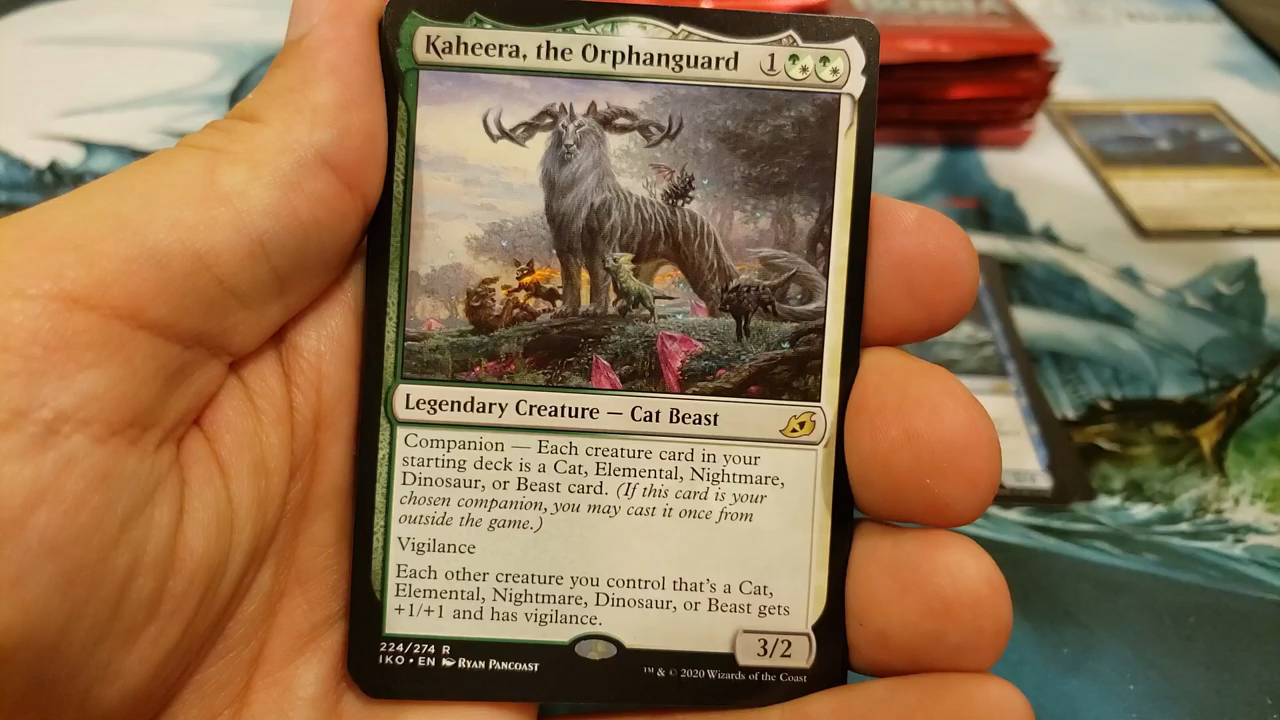 Kaheera, the Orphanguard 1
Legendary Creature — Cat Beast
Companion — Each creature card in your
starting deck is a Cat, Elemental, Nightmare,
Dinosaur, or Beast card. (If this card is your
chosen companion, you may cast it once from
outside the game.)
Vigilance
Each other creature you control that's a Cat,
Elemental, Nightmare, Dinosaur, or Beast gets
+1/+1 and has vigilance.
3/2
224/274 R
IKO • EN Ryan Pancoast
™ & © 2020 Wizards of the Coast